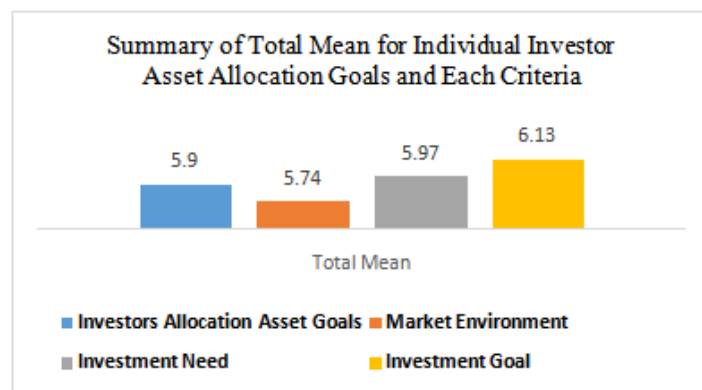 Summary of Total Mean for Individual Investor
Asset Allocation Goals and Each Criteria
5.9
5.74
5.97
6.13
Total Mean
Investors Allocation Asset Goals
Market Environment
Investment Need
Investment Goal